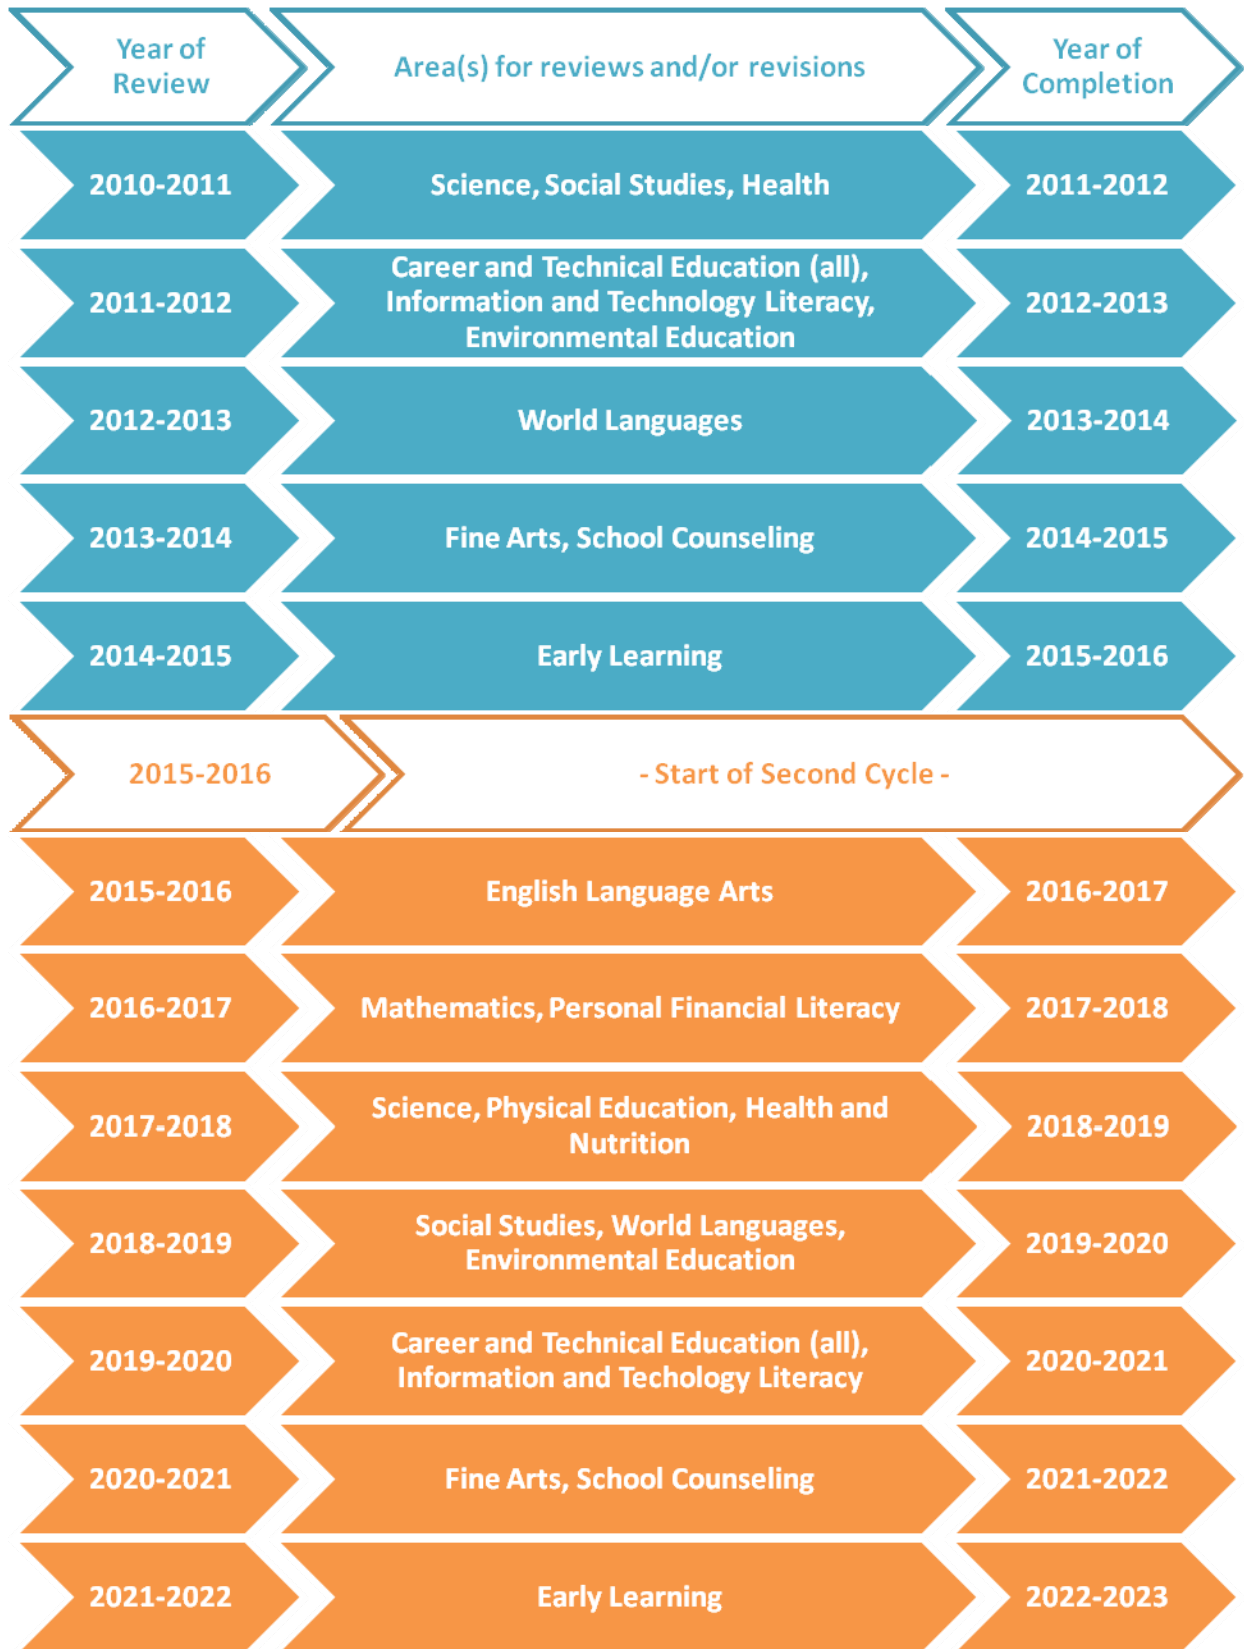 Year of
Review
Area(s) for reviews and/or revisions
Year of
Completion
2010-2011
Science, Social Studies, Health
2011-2012
2011-2012
Career and Technical Education (all),
Information and Technology Literacy,
Environmental Education
2012-2013
2012-2013
World Languages
2013-2014
2013-2014
Fine Arts, School Counseling
2014-2015
2014-2015
Early Learning
2015-2016
2015-2016
- Start of Second Cycle -
2015-2016
English Language Arts
2016-2017
2016-2017
Mathematics, Personal Financial Literacy
2017-2018
2017-2018
Science, Physical Education, Health and
Nutrition
2018-2019
2018-2019
Social Studies, World Languages,
Environmental Education
2019-2020
2019-2020
Career and Technical Education (all),
Information and Techology Literacy
2020-2021
2020-2021
Fine Arts, School Counseling
2021-2022
2021-2022
Early Learning
2022-2023